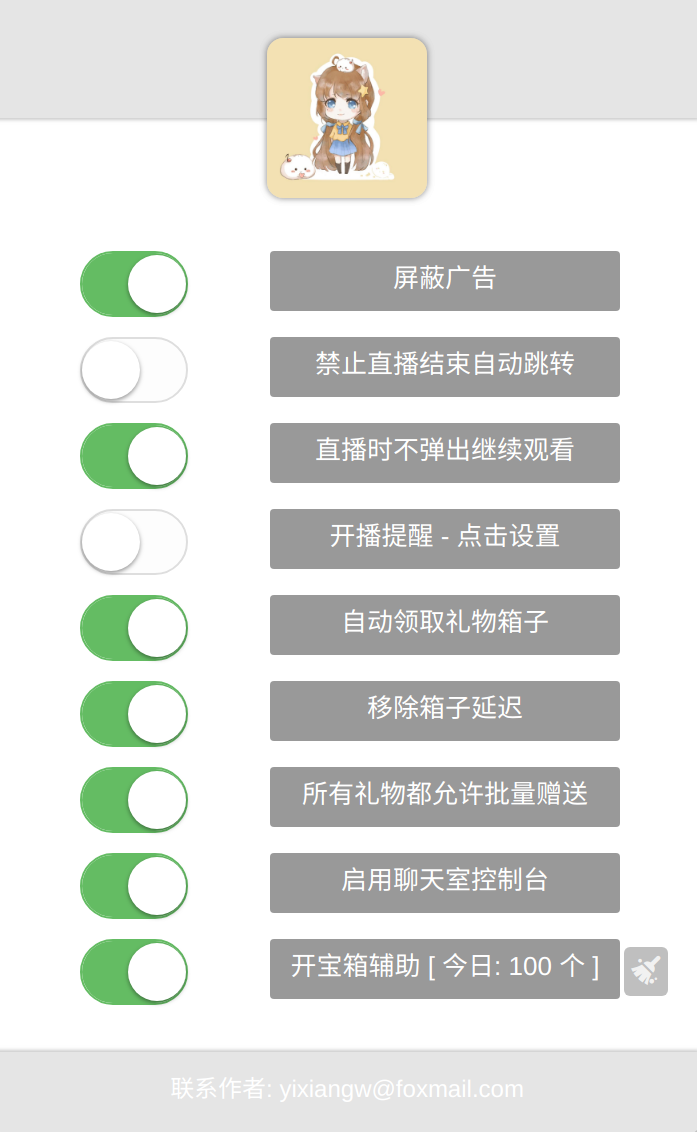 屏蔽广告
禁止直播结束自动跳转
直播时不弹出继续观看
开播提醒 - 点击设置
自动领取礼物箱子
移除箱子延迟
所有礼物都允许批量赠送
启用聊天室控制台
开宝箱辅助 [ 今日: 100 个 ]
联系作者: yixiangw@foxmail.com